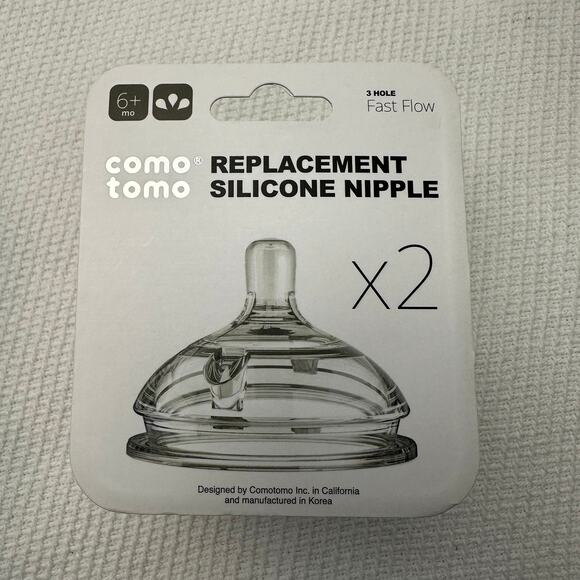 6+
mo
3 HOLE
Fast Flow
como®
tomo
REPLACEMENT
SILICONE NIPPLE
x2
Designed by Comotomo Inc. in California
and manufactured in Korea